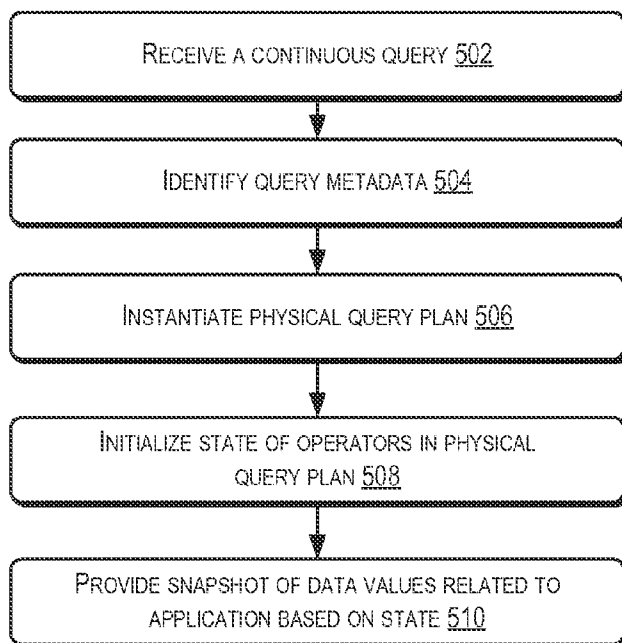 RECEIVE A CONTINUOUS QUERY 502
IDENTIFY QUERY METADATA 504
INSTANTIATE PHYSICAL QUERY PLAN 506
INITIALIZE STATE OF OPERATORS IN PHYSICAL
QUERY PLAN 508
PROVIDE SNAPSHOT OF DATA VALUES RELATED TO
APPLICATION BASED ON STATE 510